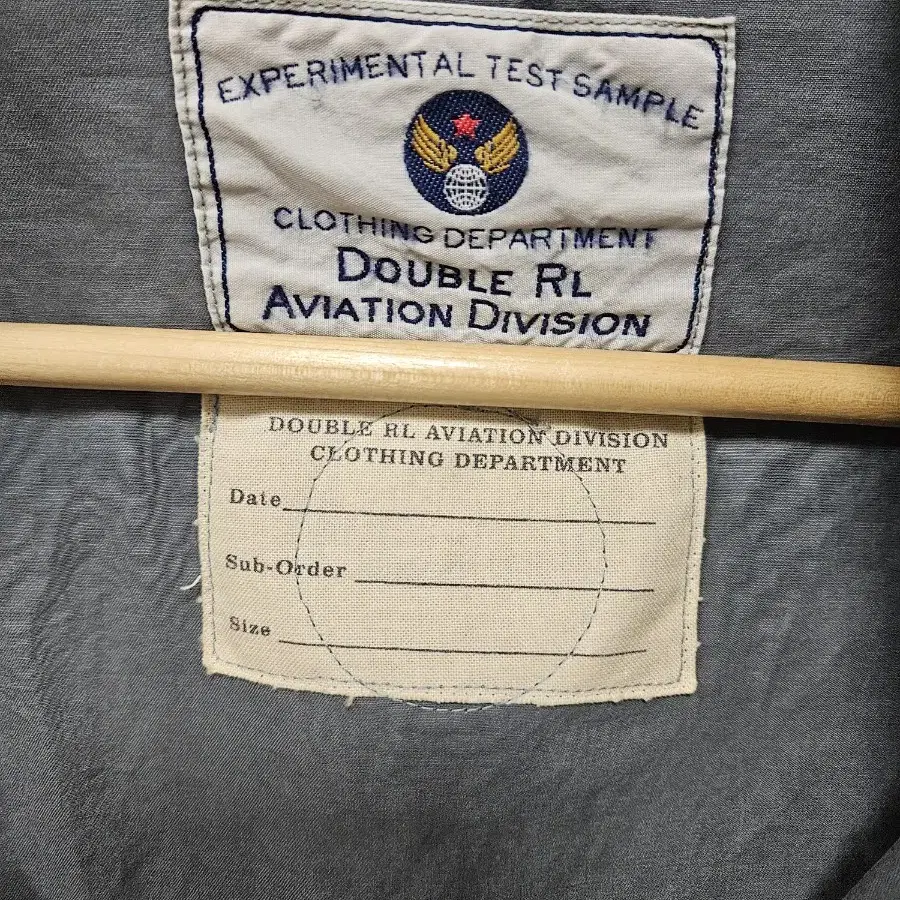 EXPERIMENTAL TEST SAMPLE
CLOTHING DEPARTMENT
DOUBLE RL
AVIATION DIVISION
DOUBLE RL AVIATION DIVISION
CLOTHING DEPARTMENT
Date
Sub-Order
Size